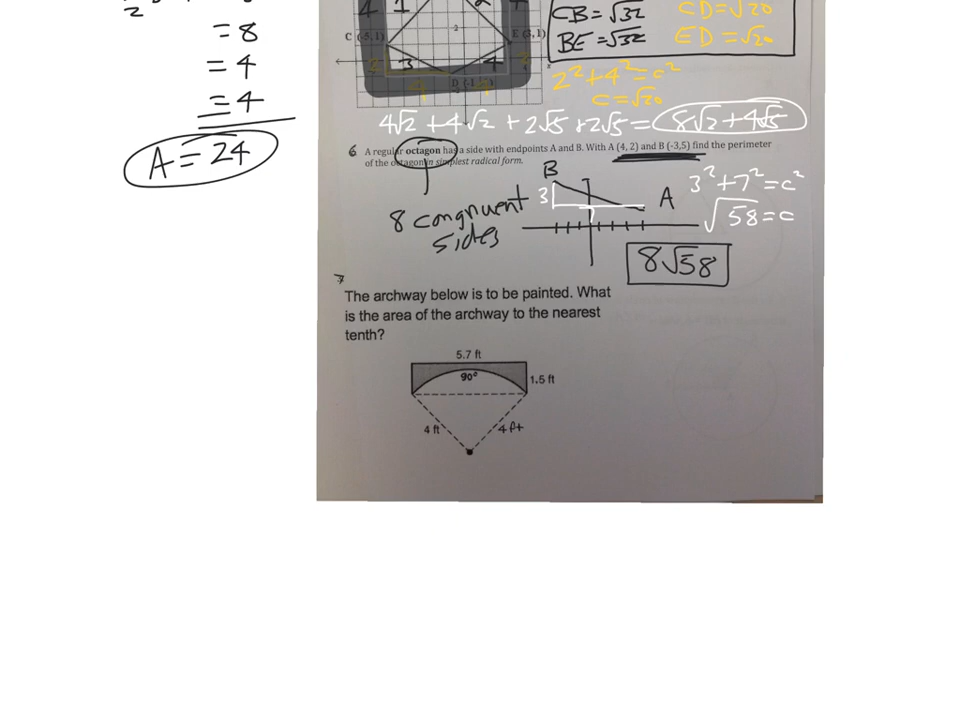 = 8
= 4
= 4
A = 24
4 1
C (-5, 1)
E (3, 1)
3 4
CB = √32
BE = √32
CD = √20
ED = √20
2² + 4² = c²
c = √20
4√2 + 4√2 + 2√5 + 2√5 = 8√2 + 4√5
6 A regular octagon has a side with endpoints A and B. With A (4, 2) and B (-3,5) find the perimeter
of the octagon in simplest radical form.
8 congruent
sides
B
3
7
A
3² + 7² = c²
√58 = c
8√58
7
The archway below is to be painted. What
is the area of the archway to the nearest
tenth?
5.7 ft
90°
1.5 ft
4 ft
4 ft